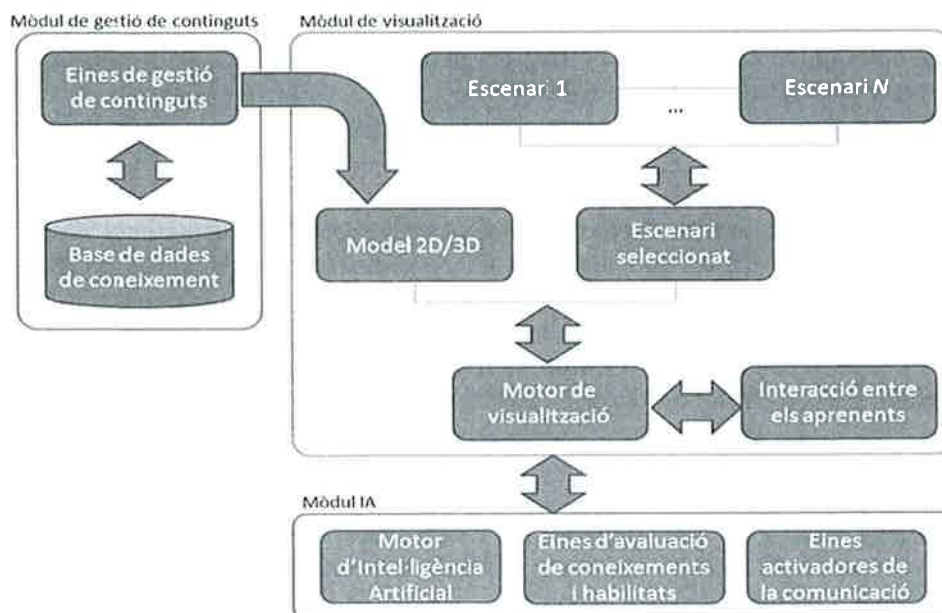 Mòdul de gestió de continguts
Eines de gestió
de continguts
Base de dades
de coneixement
Mòdul de visualització
Escenari 1
...
Escenari N
Model 2D/3D
Escenari
seleccionat
Motor de
visualització
Interacció entre
els aprenents
Mòdul IA
Motor
d'Intel·ligència
Artificial
Eines d'avaluació
de coneixements
i habilitats
Eines
activadores de
la comunicació